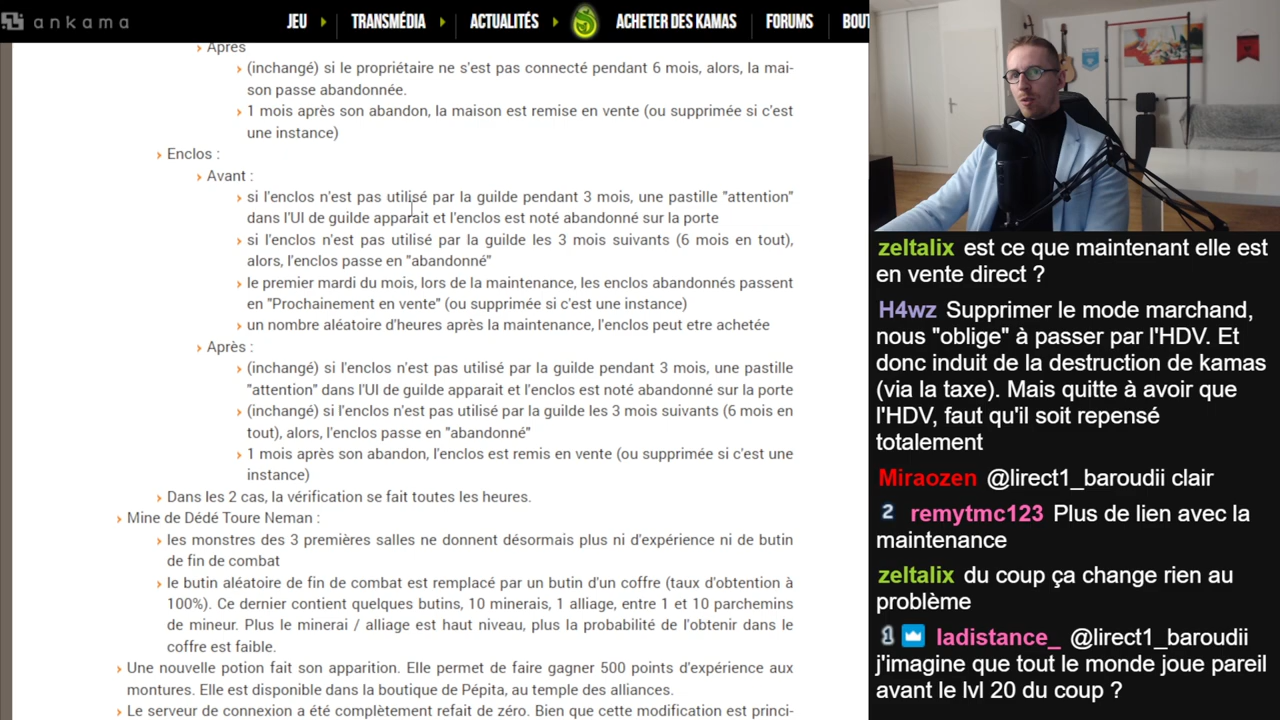 ankama
JEU TRANSMÉDIA ACTUALITÉS ACHETER DES KAMAS FORUMS BOUT
Après
(inchangé) si le propriétaire ne s'est pas connecté pendant 6 mois, alors, la mai-
son passe abandonnée.
1 mois après son abandon, la maison est remise en vente (ou supprimée si c'est
une instance)
Enclos :
Avant :
si l'enclos n'est pas utilisé par la guilde pendant 3 mois, une pastille "attention"
dans l'UI de guilde apparait et l'enclos est noté abandonné sur la porte
si l'enclos n'est pas utilisé par la guilde les 3 mois suivants (6 mois en tout),
alors, l'enclos passe en "abandonné"
le premier mardi du mois, lors de la maintenance, les enclos abandonnés passent
en "Prochainement en vente" (ou supprimée si c'est une instance)
un nombre aléatoire d'heures après la maintenance, l'enclos peut etre achetée
Après :
(inchangé) si l'enclos n'est pas utilisé par la guilde pendant 3 mois, une pastille
"attention" dans l'UI de guilde apparait et l'enclos est noté abandonné sur la porte
(inchangé) si l'enclos n'est pas utilisé par la guilde les 3 mois suivants (6 mois en
tout), alors, l'enclos passe en "abandonné"
1 mois après son abandon, l'enclos est remis en vente (ou supprimée si c'est une
instance)
Dans les 2 cas, la vérification se fait toutes les heures.
Mine de Dédé Toure Neman :
les monstres des 3 premières salles ne donnent désormais plus ni d'expérience ni de butin
de fin de combat
le butin aléatoire de fin de combat est remplacé par un butin d'un coffre (taux d'obtention à
100%). Ce dernier contient quelques butins, 10 minerais, 1 alliage, entre 1 et 10 parchemins
de mineur. Plus le minerai / alliage est haut niveau, plus la probabilité de l'obtenir dans le
coffre est faible.
Une nouvelle potion fait son apparition. Elle permet de faire gagner 500 points d'expérience aux
montures. Elle est disponible dans la boutique de Pépita, au temple des alliances.
Le serveur de connexion a été complètement refait de zéro. Bien que cette modification est princi-
zeltalix est ce que maintenant elle est
en vente direct ?
H4wz Supprimer le mode marchand,
nous "oblige" à passer par l'HDV. Et
donc induit de la destruction de kamas
(via la taxe). Mais quitte à avoir que
l'HDV, faut qu'il soit repensé
totalement
Miraozen @lirect1_baroudii clair
2 remytmc123 Plus de lien avec la
maintenance
zeltalix du coup ça change rien au
problème
1 ladistance_ @lirect1_baroudii
j'imagine que tout le monde joue pareil
avant le lvl 20 du coup ?